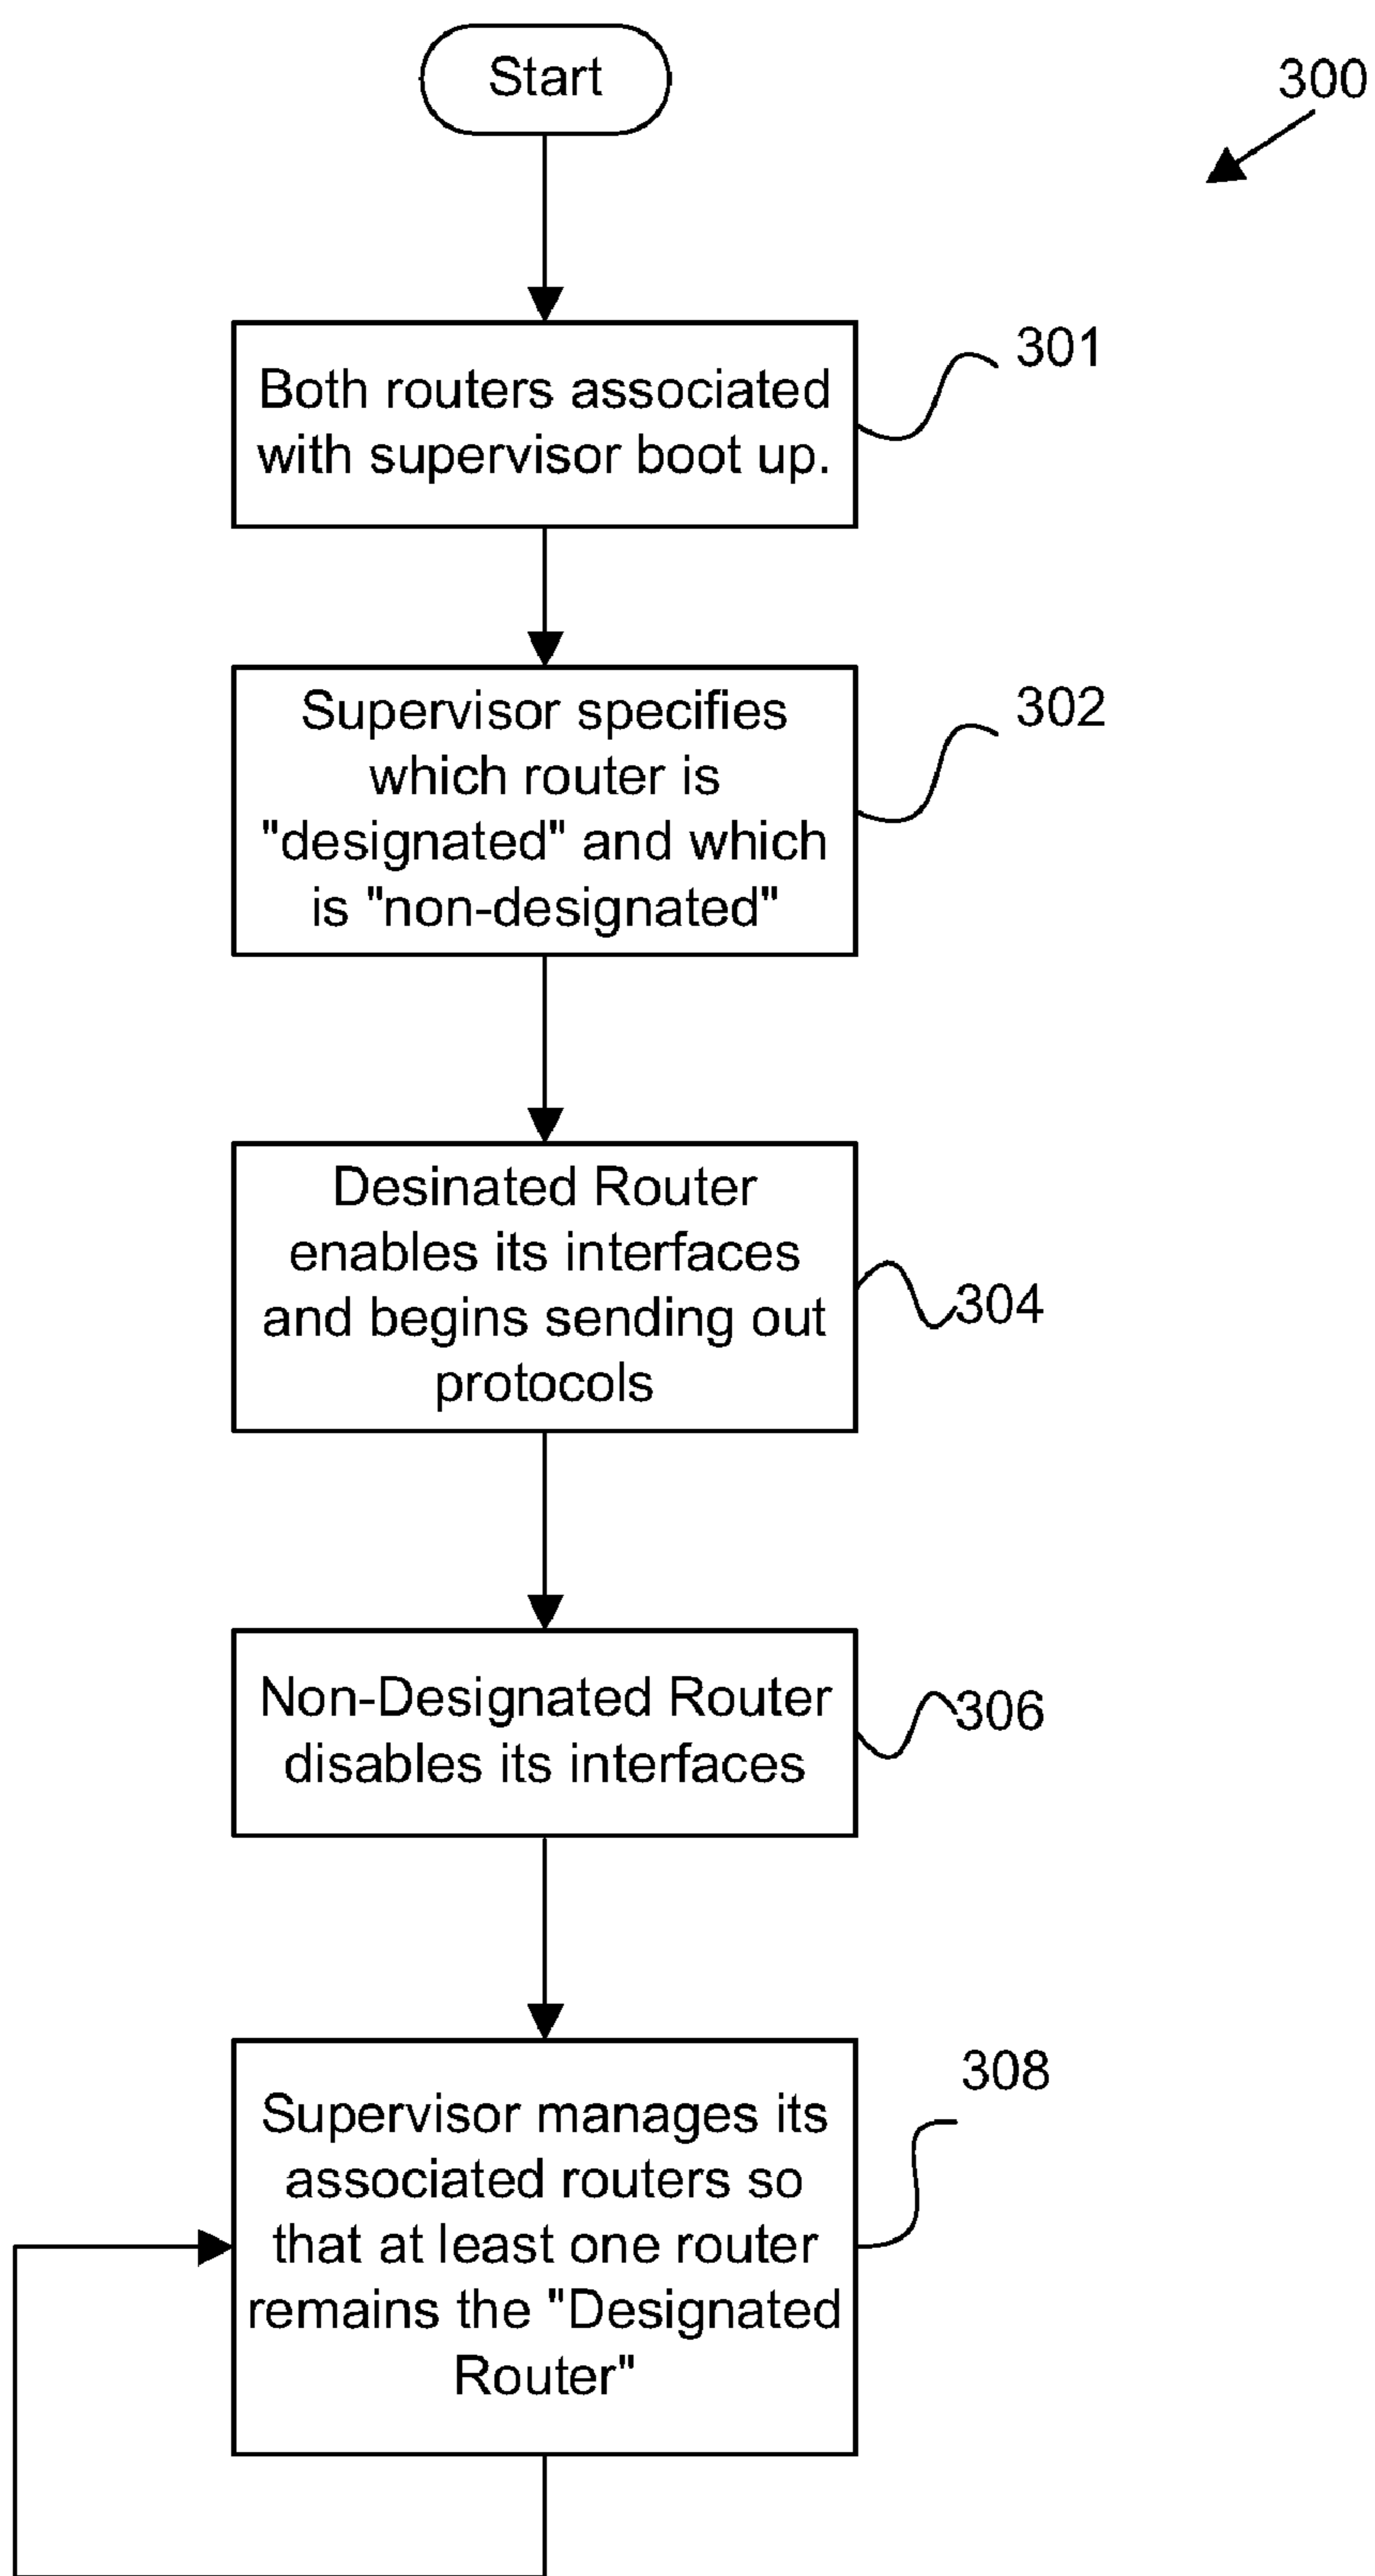 Start
300
Both routers associated
with supervisor boot up.
301
Supervisor specifies
which router is
"designated" and which
is "non-designated"
302
Desinated Router
enables its interfaces
and begins sending out
protocols
304
Non-Designated Router
disables its interfaces
306
Supervisor manages its
associated routers so
that at least one router
remains the "Designated
Router"
308